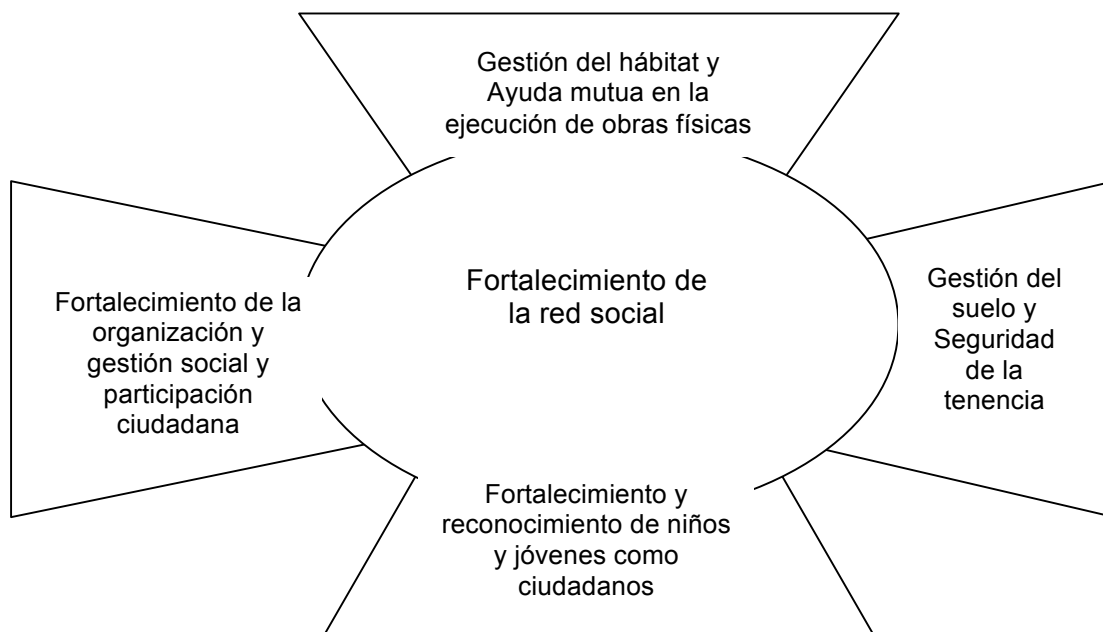 Gestión del hábitat y
Ayuda mutua en la
ejecución de obras físicas
Fortalecimiento de
la red social
Gestión del
suelo y
Seguridad
de la
tenencia
Fortalecimiento de la
organización y
gestión social y
participación
ciudadana
Fortalecimiento y
reconocimiento de niños
y jóvenes como
ciudadanos